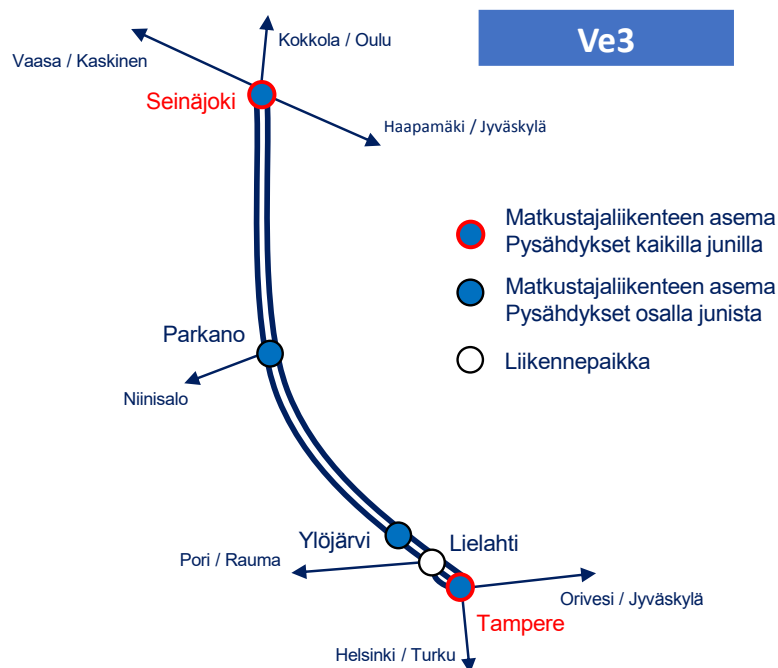 Ve3
Kokkola / Oulu
Vaasa / Kaskinen
Seinäjoki
Haapamäki / Jyväskylä
Matkustajaliikenteen asema
Pysähdykset kaikilla junilla
Matkustajaliikenteen asema
Pysähdykset osalla junista
Liikennepaikka
Parkano
Niinisalo
Ylöjärvi
Lielahti
Pori / Rauma
Orivesi / Jyväskylä
Tampere
Helsinki / Turku